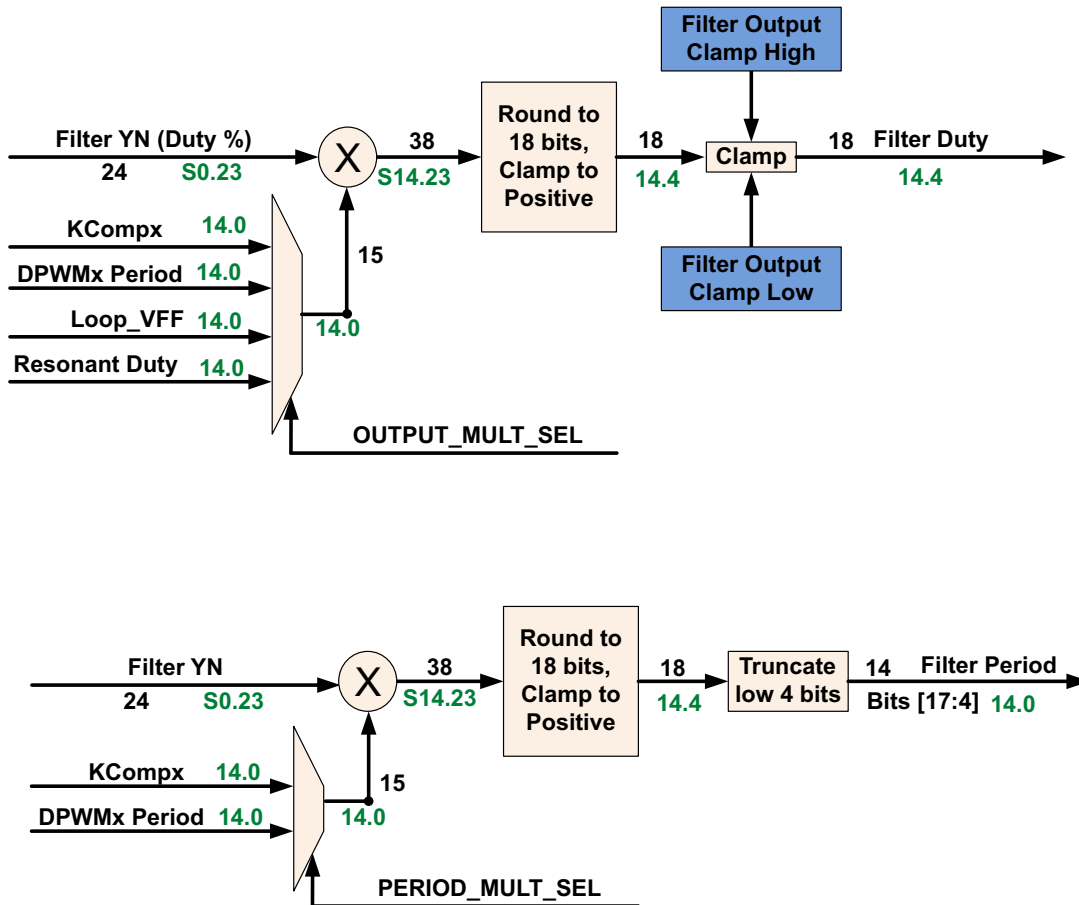 Filter Output
Clamp High
Filter YN (Duty %)
24 S0.23
X
38
S14.23
Round to
18 bits,
Clamp to
Positive
18
14.4
Clamp
18 Filter Duty
14.4
KCompx 14.0
DPWMx Period 14.0
Loop_VFF 14.0
Resonant Duty 14.0
15
14.0
Filter Output
Clamp Low
OUTPUT_MULT_SEL
Filter YN
24 S0.23
X
38
S14.23
Round to
18 bits,
Clamp to
Positive
18
14.4
Truncate
low 4 bits
14 Filter Period
Bits [17:4] 14.0
KCompx 14.0
DPWMx Period 14.0
15
14.0
PERIOD_MULT_SEL